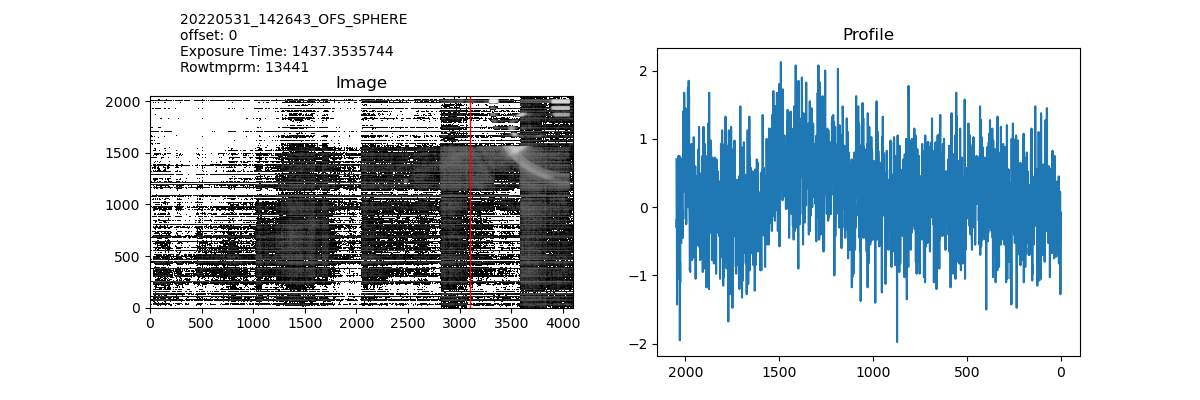 20220531_142643_OFS_SPHERE
offset: 0
Exposure Time: 1437.3535744
Rowtmprm: 13441
Image
2000
1500
1000
500
0
0 500 1000 1500 2000 2500 3000 3500 4000
Profile
2
1
0
−1
−2
2000 1500 1000 500 0